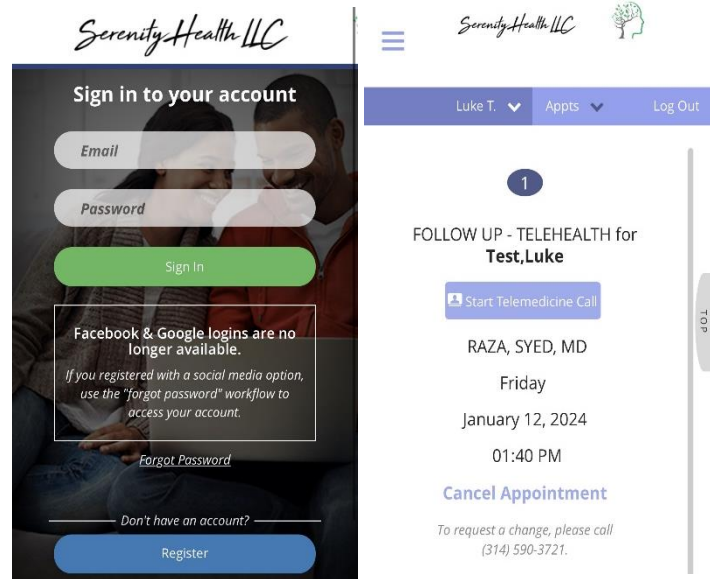 Serenity Health LLC
Sign in to your account
Email
Password
Sign In
Facebook & Google logins are no
longer available.
If you registered with a social media option,
use the "forgot password" workflow to
access your account.
Forgot Password
Don't have an account?
Register
Serenity Health LLC
Luke T. Appts Log Out
1
FOLLOW UP - TELEHEALTH for
Test,Luke
Start Telemedicine Call
RAZA, SYED, MD
Friday
January 12, 2024
01:40 PM
Cancel Appointment
To request a change, please call
(314) 590-3721.
TOP